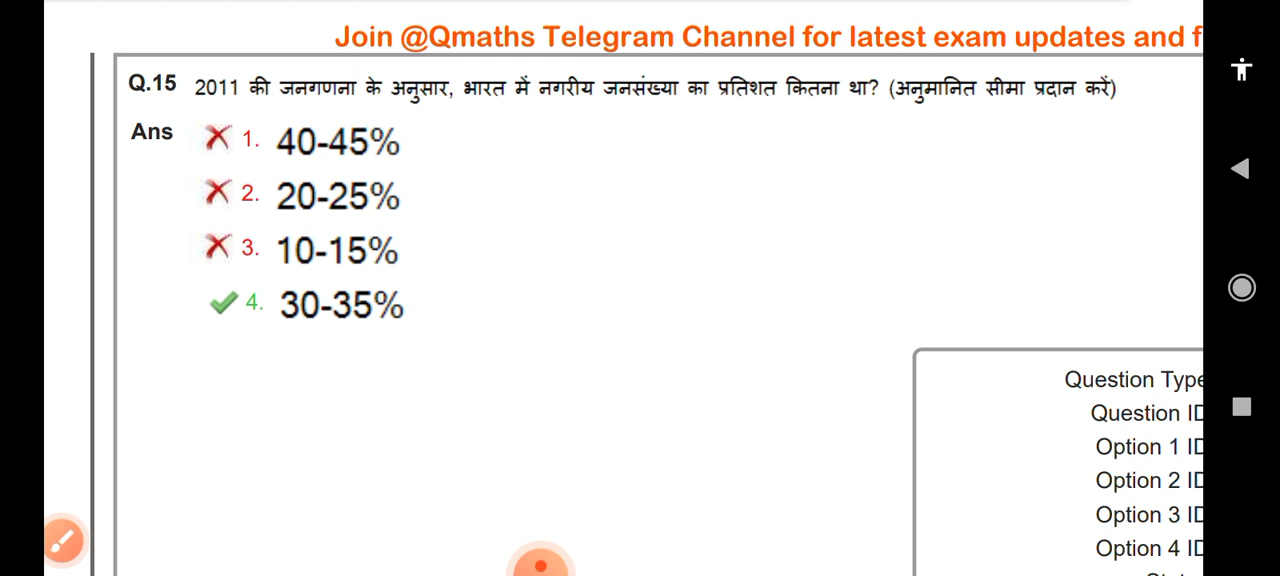 Join @Qmaths Telegram Channel for latest exam updates and f
Q.15 2011 की जनगणना के अनुसार, भारत में नगरीय जनसंख्या का प्रतिशत कितना था? (अनुमानित सीमा प्रदान करें)
Ans 1. 40-45%
2. 20-25%
3. 10-15%
4. 30-35%
Question Type
Question ID
Option 1 ID
Option 2 ID
Option 3 ID
Option 4 ID